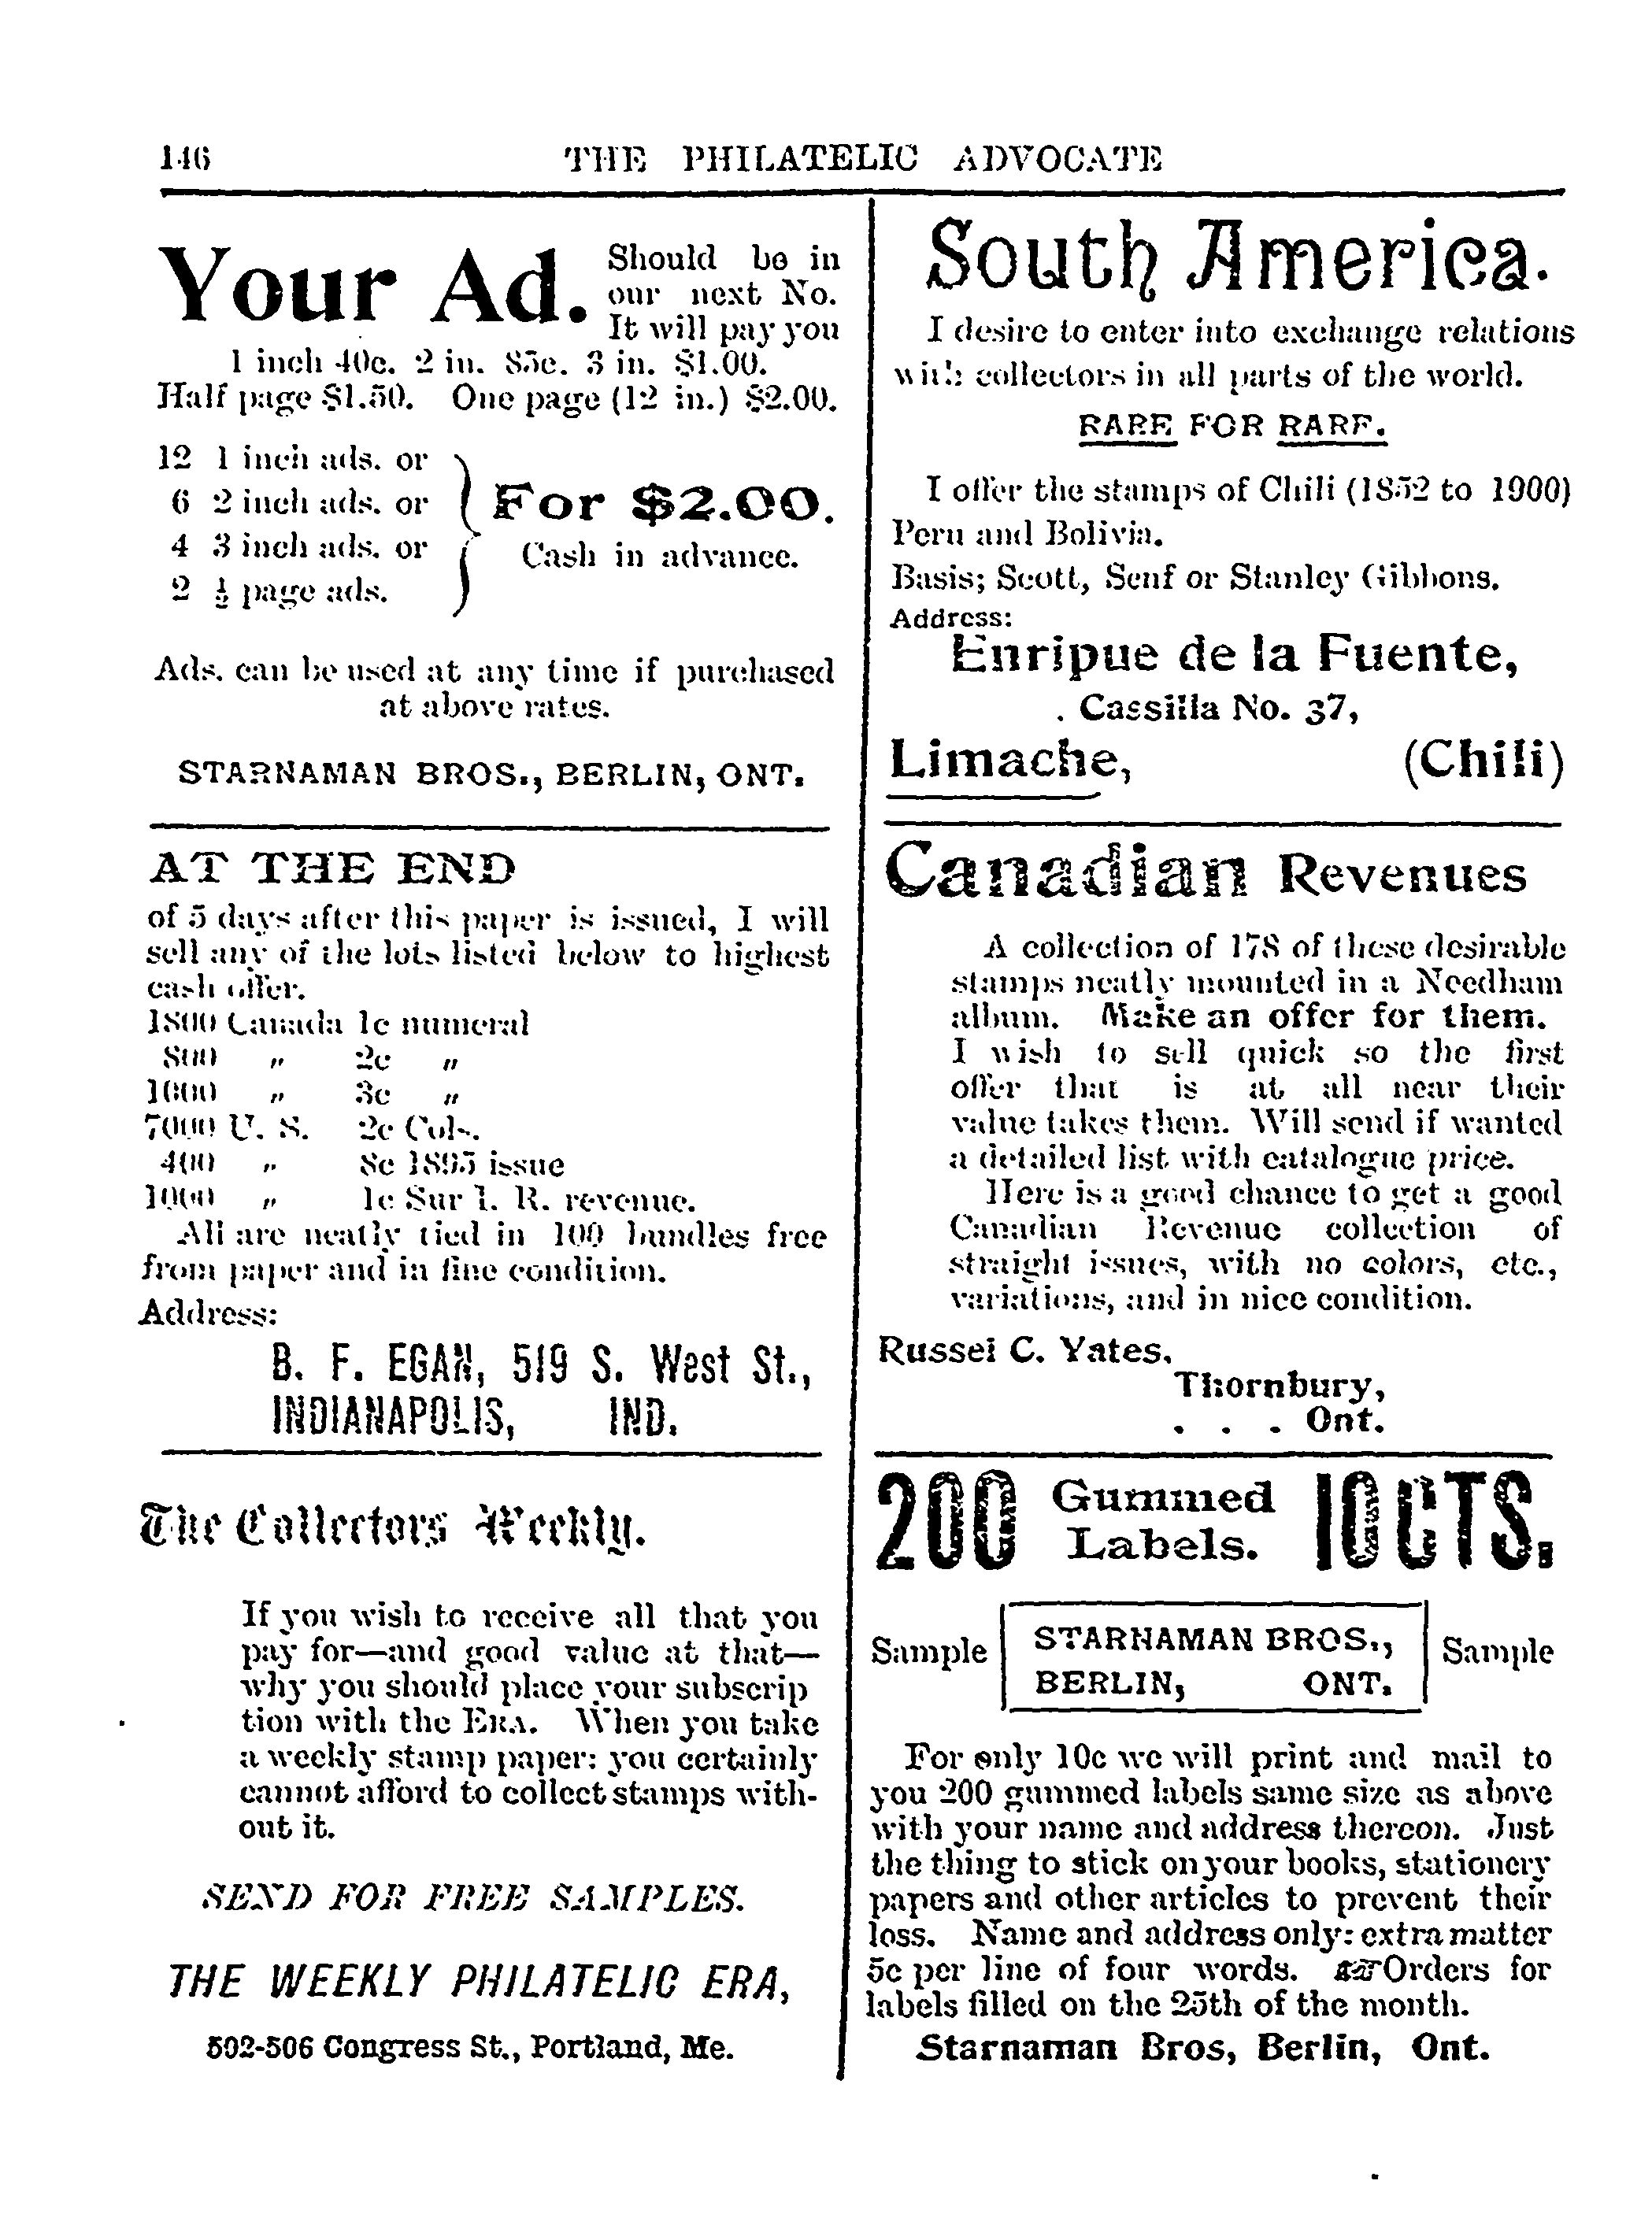 146 THE PHILATELIC ADVOCATE
Your Ad. Should be in
our next No.
It will pay you
1 inch 40c. 2 in. 85c. 3 in. $1.00.
Half page $1.50. One page (12 in.) $2.00.
12 1 inch ads. or
6 2 inch ads. or
4 3 inch ads. or
2 ½ page ads.
For $2.00.
Cash in advance.
Ads. can be used at any time if purchased
at above rates.
STARNAMAN BROS., BERLIN, ONT.
AT THE END
of 5 days after this paper is issued, I will
sell any of the lots listed below to highest
cash offer.
1800 Canada 1c numeral
800 " 2c "
1000 " 3c "
7000 U. S. 2c Cols.
400 " 8c 1895 issue
1000 " 1c Sur I. R. revenue.
All are neatly tied in 100 bundles free
from paper and in fine condition.
Address:
B. F. EGAN, 519 S. West St.,
INDIANAPOLIS, IND.
The Collectors Weekly.
If you wish to receive all that you
pay for—and good value at that—
why you should place your subscrip
tion with the ERA. When you take
a weekly stamp paper: you certainly
cannot afford to collect stamps with-
out it.
SEND FOR FREE SAMPLES.
THE WEEKLY PHILATELIC ERA,
502-506 Congress St., Portland, Me.
South America.
I desire to enter into exchange relations
with collectors in all parts of the world.
RARE FOR RARE.
I offer the stamps of Chili (1852 to 1900)
Peru and Bolivia.
Basis; Scott, Senf or Stanley Gibbons.
Address:
Enripue de la Fuente,
. Cassilla No. 37,
Limache, (Chili)
Canadian Revenues
A collection of 178 of these desirable
stamps neatly mounted in a Needham
album. Make an offer for them.
I wish to sell quick so the first
offer that is at all near their
value takes them. Will send if wanted
a detailed list with catalogue price.
Here is a good chance to get a good
Canadian Revenue collection of
straight issues, with no colors, etc.,
variations, and in nice condition.
Russel C. Yates,
Thornbury,
. . . Ont.
200 Gummed
Labels. 10CTS.
Sample STARNAMAN BROS., Sample
BERLIN, ONT.
For only 10c we will print and mail to
you 200 gummed labels same size as above
with your name and address thereon. Just
the thing to stick on your books, stationery
papers and other articles to prevent their
loss. Name and address only: extra matter
5c per line of four words. ☞Orders for
labels filled on the 25th of the month.
Starnaman Bros, Berlin, Ont.